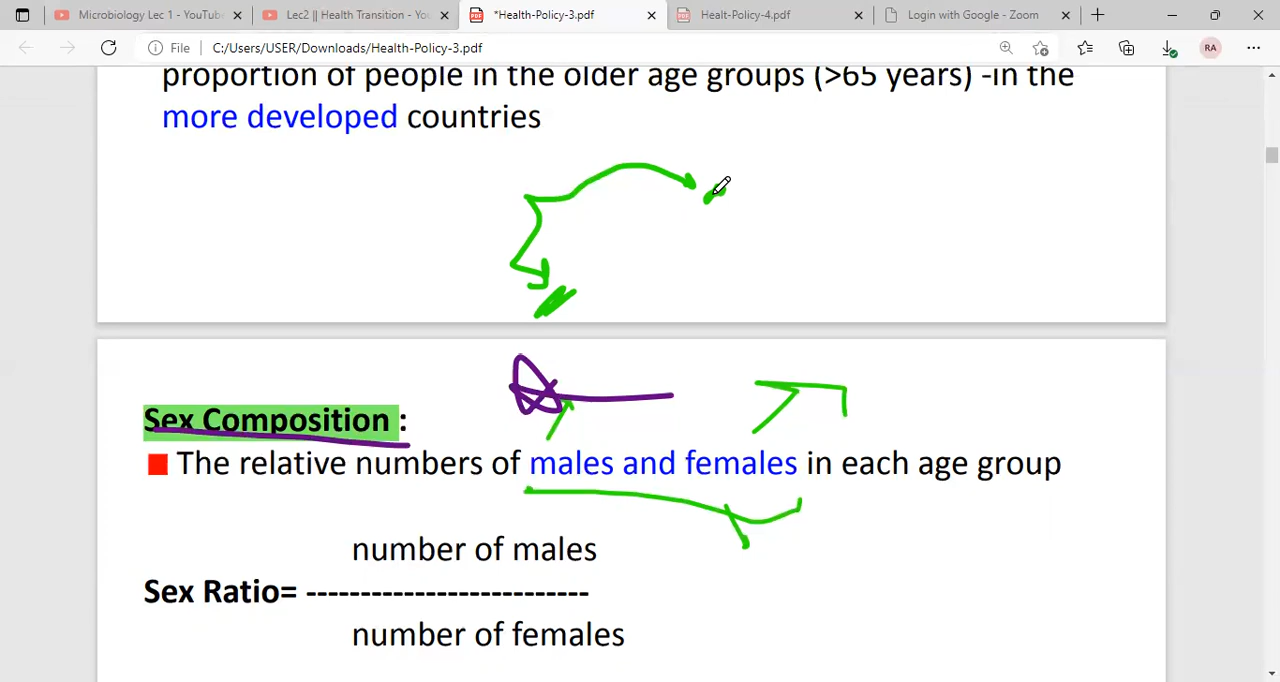 Microbiology Lec 1 - YouTub
Lec2 || Health Transition - Yo
*Health-Policy-3.pdf
Healt-Policy-4.pdf
Login with Google - Zoom
File
C:/Users/USER/Downloads/Health-Policy-3.pdf
RA
proportion of people in the older age groups (>65 years) -in the
more developed countries
Sex Composition :
The relative numbers of males and females in each age group
number of males
Sex Ratio= --------------------------
number of females